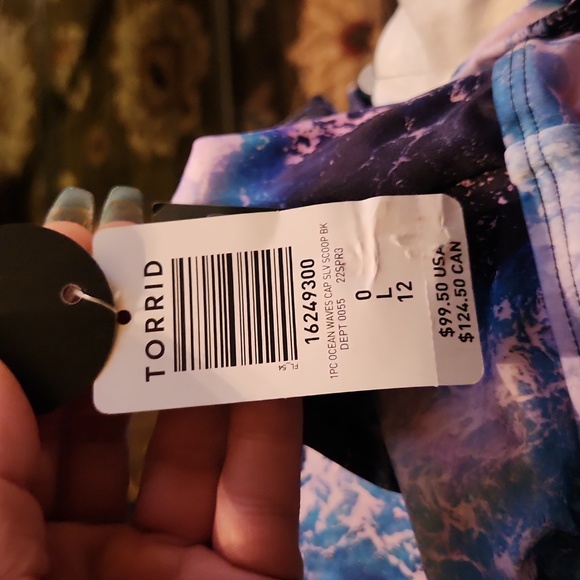 TORRID
FL_54
16249300
1PC OCEAN WAVES CAP SLV SCOOP BK
DEPT 0055 22SPR3
0
L
12
$99.50 USA
$124.50 CAN